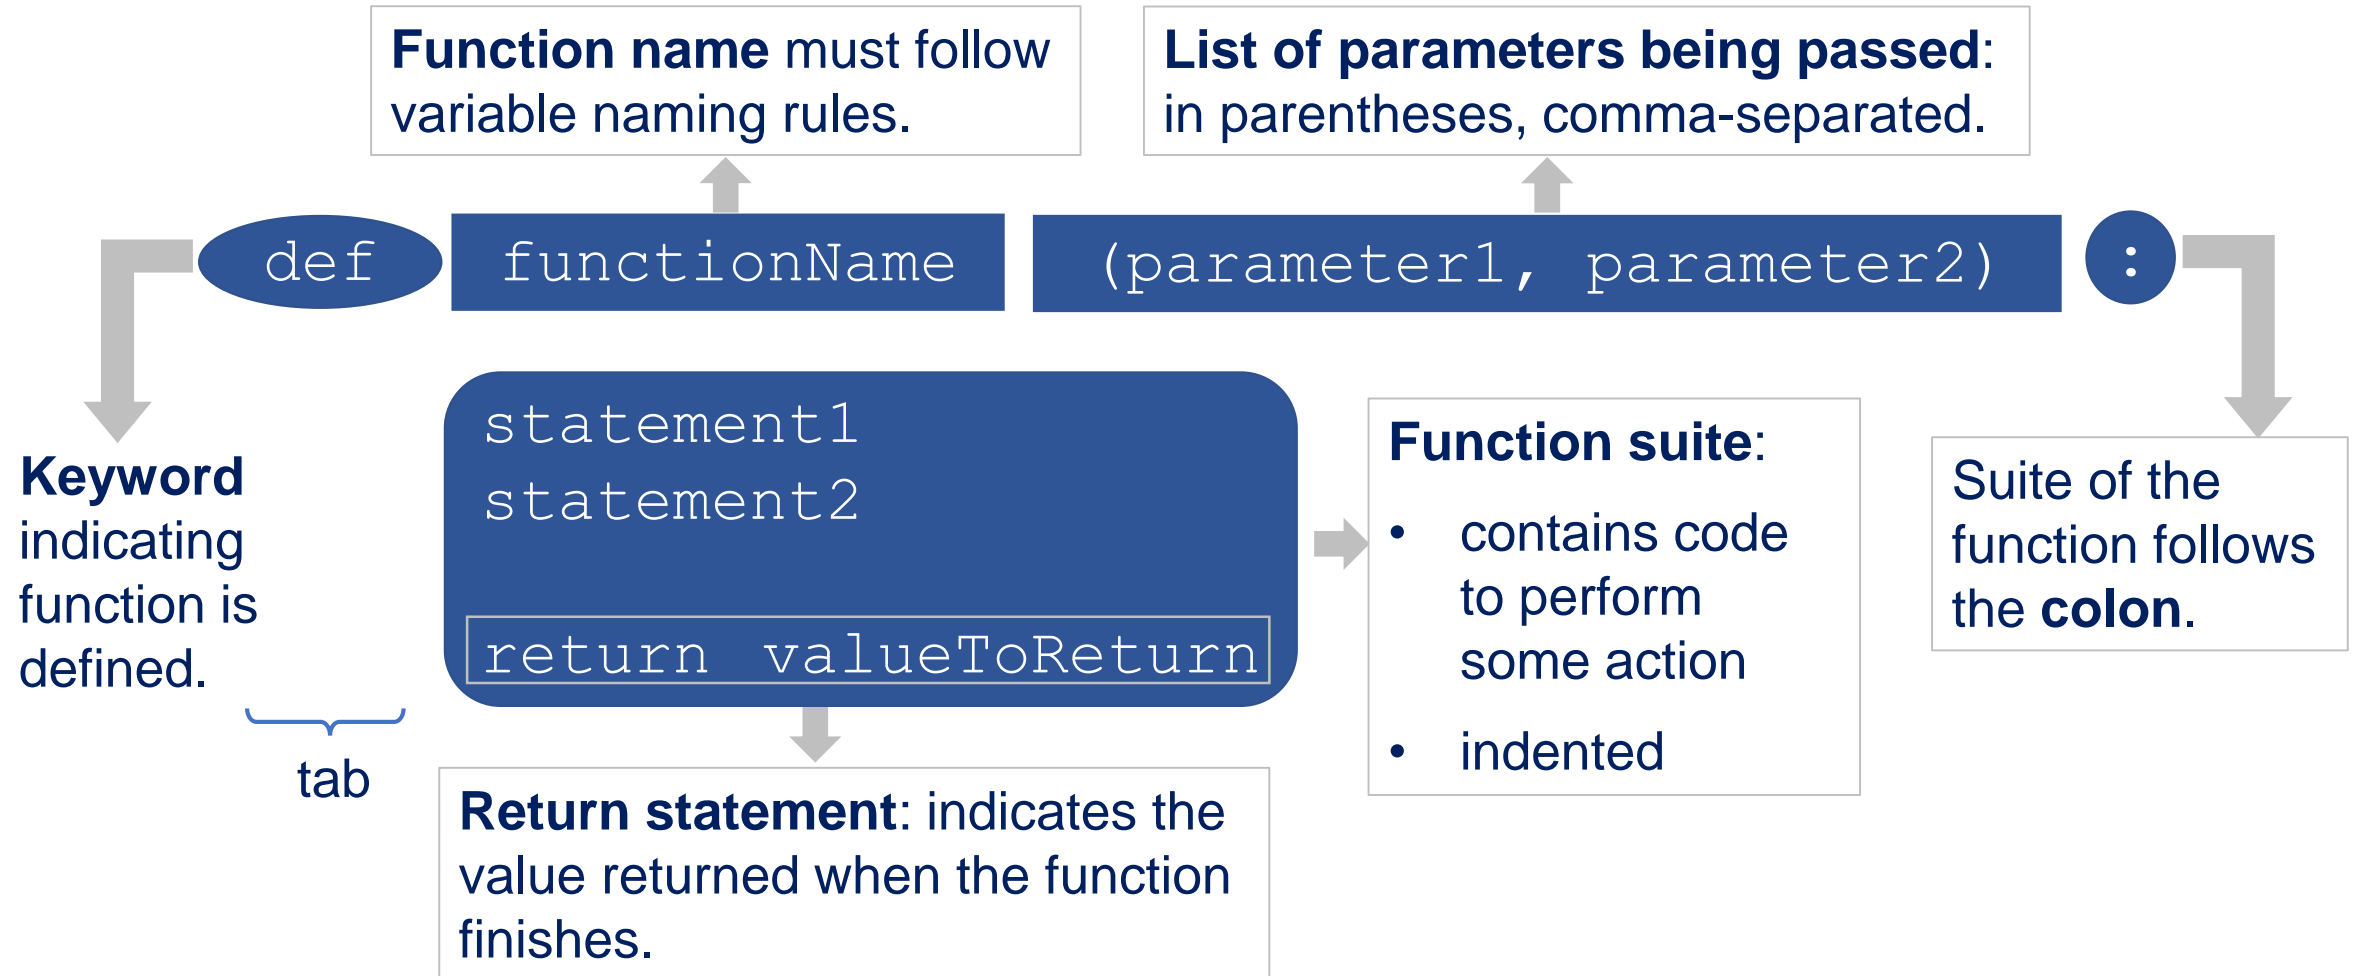 Function name must follow
variable naming rules.
List of parameters being passed:
in parentheses, comma-separated.
def functionName (parameter1, parameter2) :
Keyword
indicating
function is
defined.
tab
statement1
statement2
return valueToReturn
Function suite:
• contains code
to perform
some action
• indented
Suite of the
function follows
the colon.
Return statement: indicates the
value returned when the function
finishes.